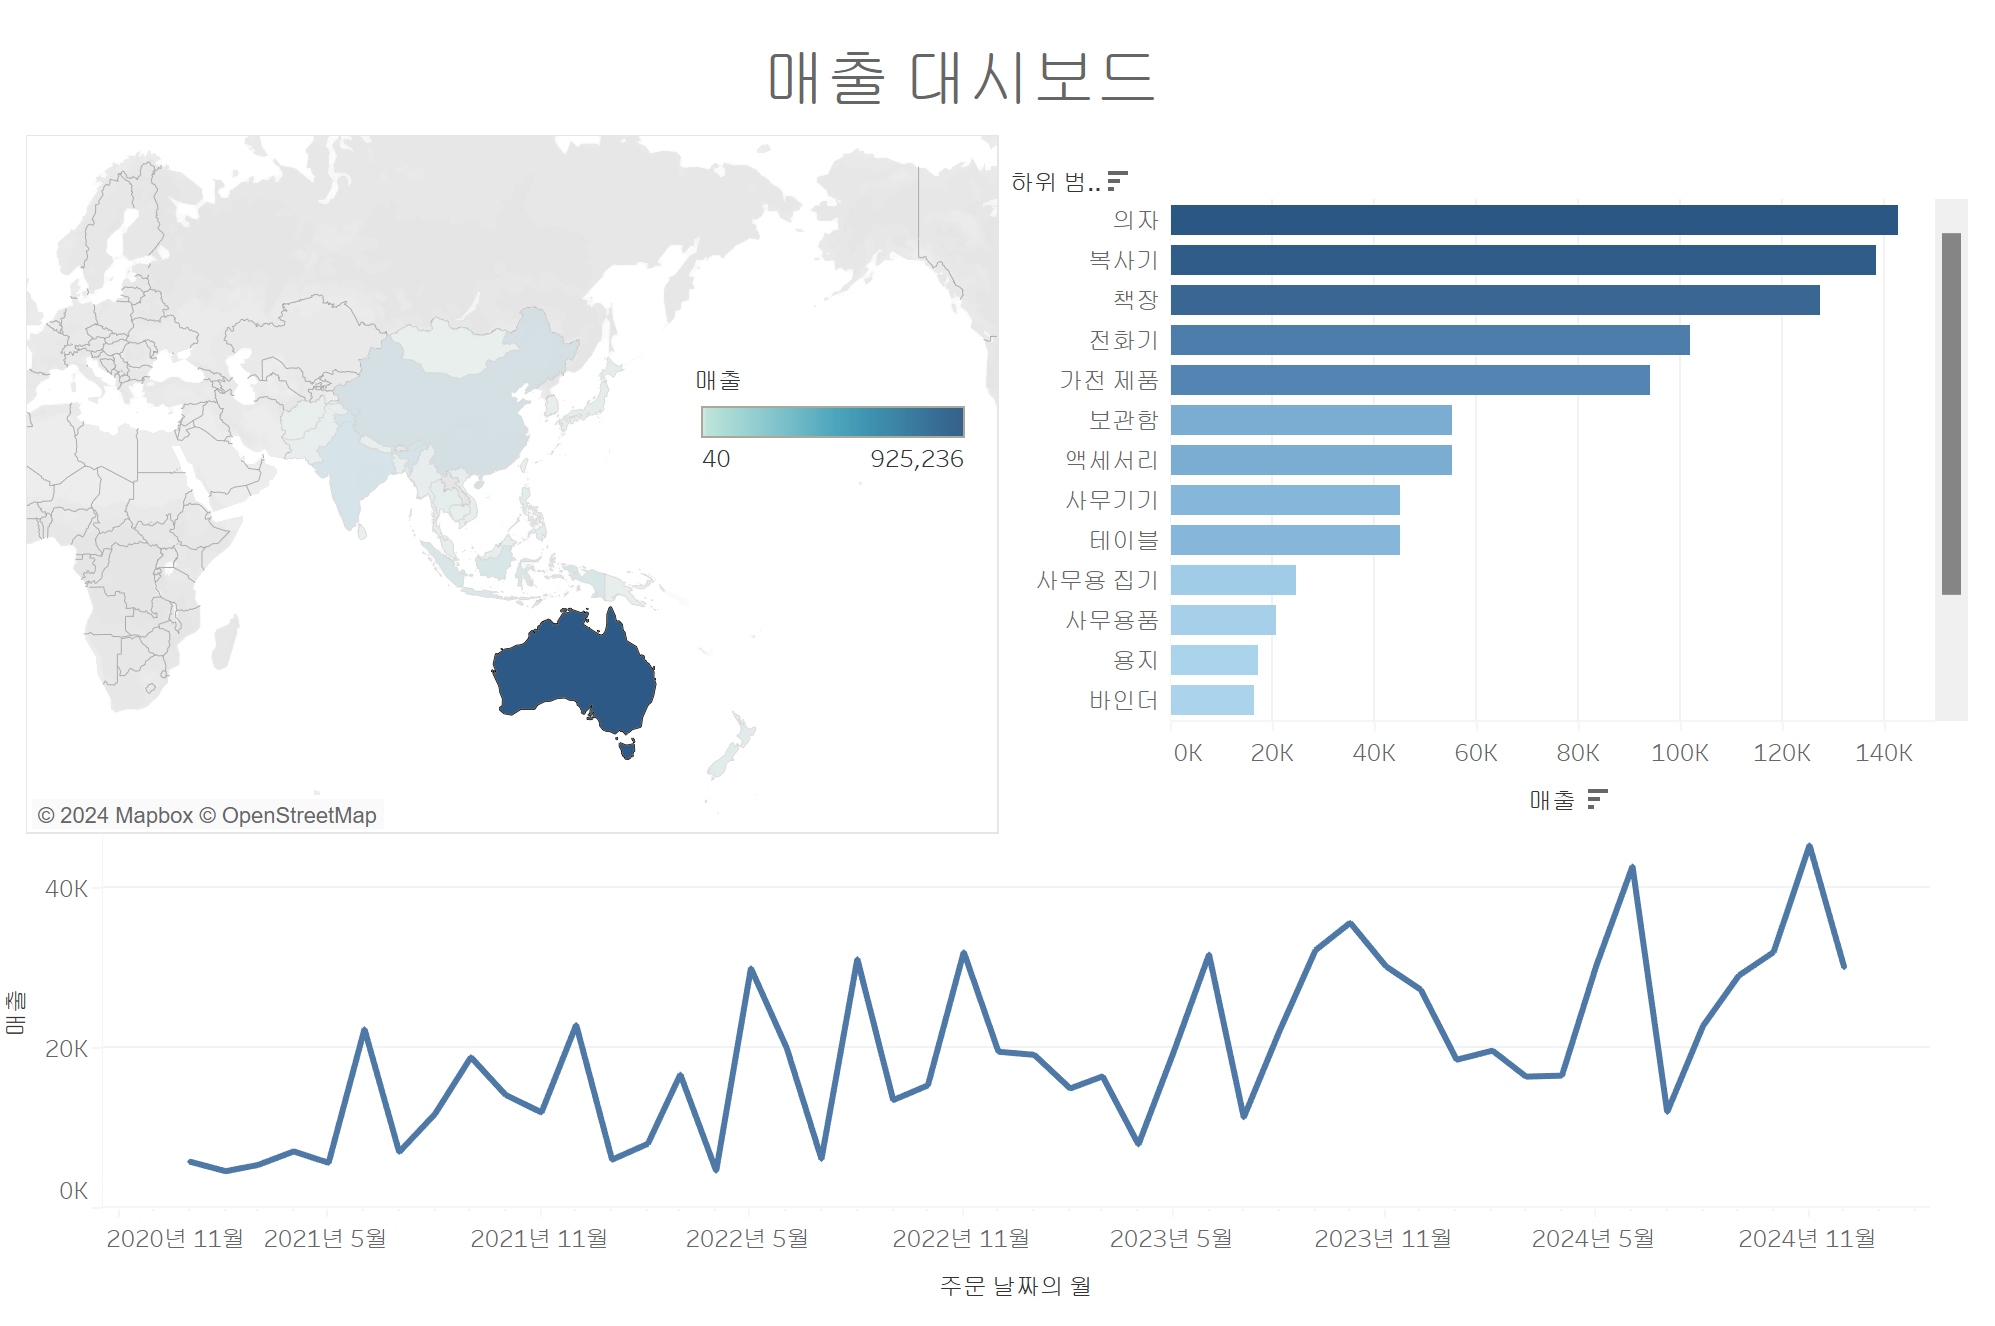 매출 대시보드
매출
40 925,236
© 2024 Mapbox © OpenStreetMap
하위 범..
의자
복사기
책장
전화기
가전 제품
보관함
액세서리
사무기기
테이블
사무용 집기
사무용품
용지
바인더
0K 20K 40K 60K 80K 100K 120K 140K
매출
매출
40K
20K
0K
2020년 11월 2021년 5월 2021년 11월 2022년 5월 2022년 11월 2023년 5월 2023년 11월 2024년 5월 2024년 11월
주문 날짜의 월